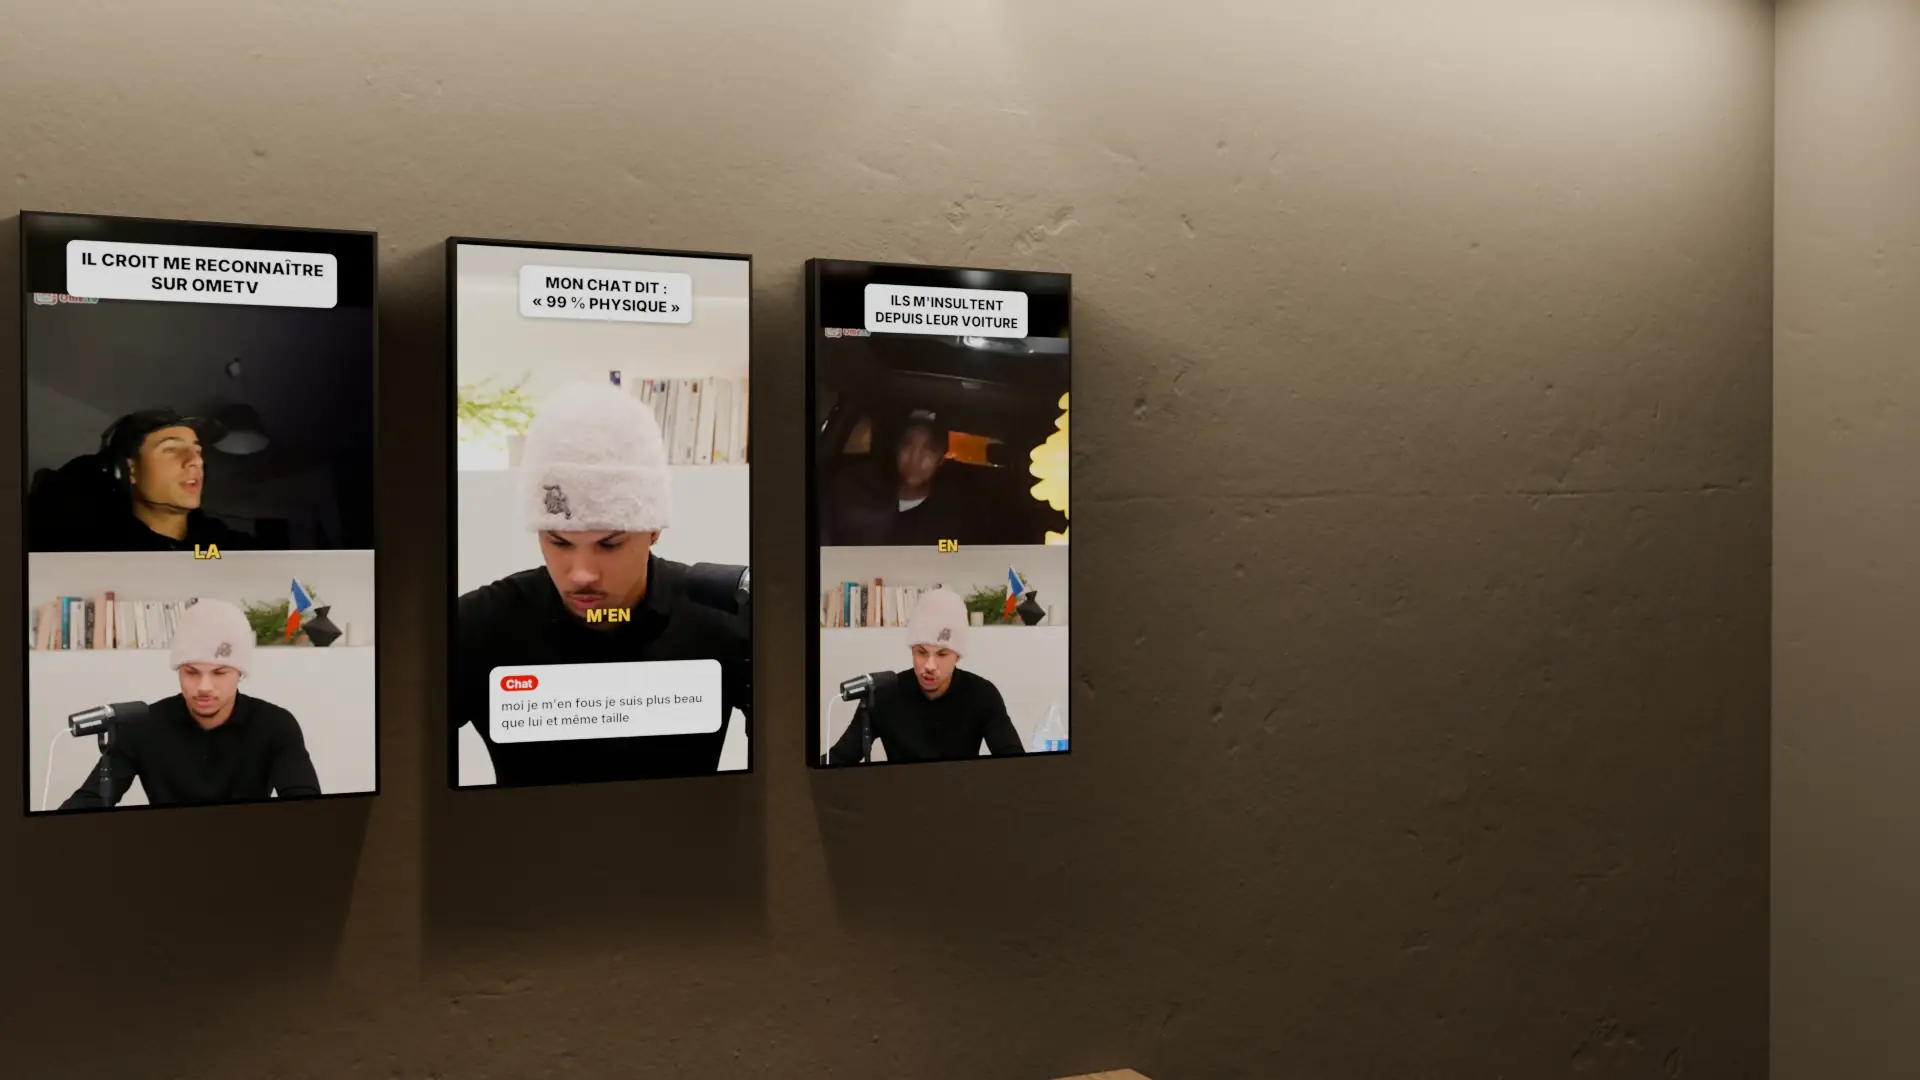 IL CROIT ME RECONNAÎTRE
SUR OMETV
LA
MON CHAT DIT :
« 99 % PHYSIQUE »
M'EN
Chat
moi je m'en fous je suis plus beau
que lui et même taille
ILS M'INSULTENT
DEPUIS LEUR VOITURE
EN